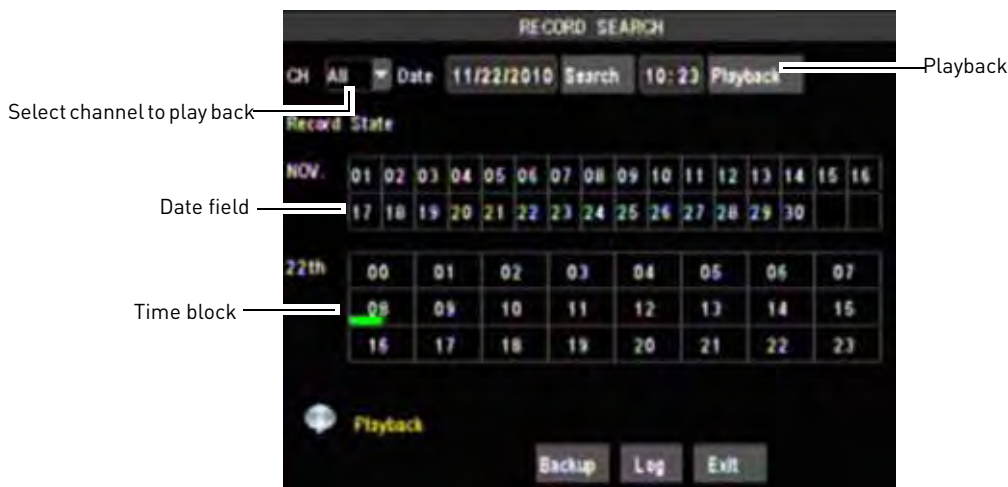 RECORD SEARCH
CH All Date 11/22/2010 Search 10:23 Playback
Playback
Select channel to play back
Record State
NOV. 01 02 03 04 05 06 07 08 09 10 11 12 13 14 15 16
Date field
17 18 19 20 21 22 23 24 25 26 27 28 29 30
22th 00 01 02 03 04 05 06 07
Time block
08 09 10 11 12 13 14 15
16 17 18 19 20 21 22 23
Playback
Backup Log Exit